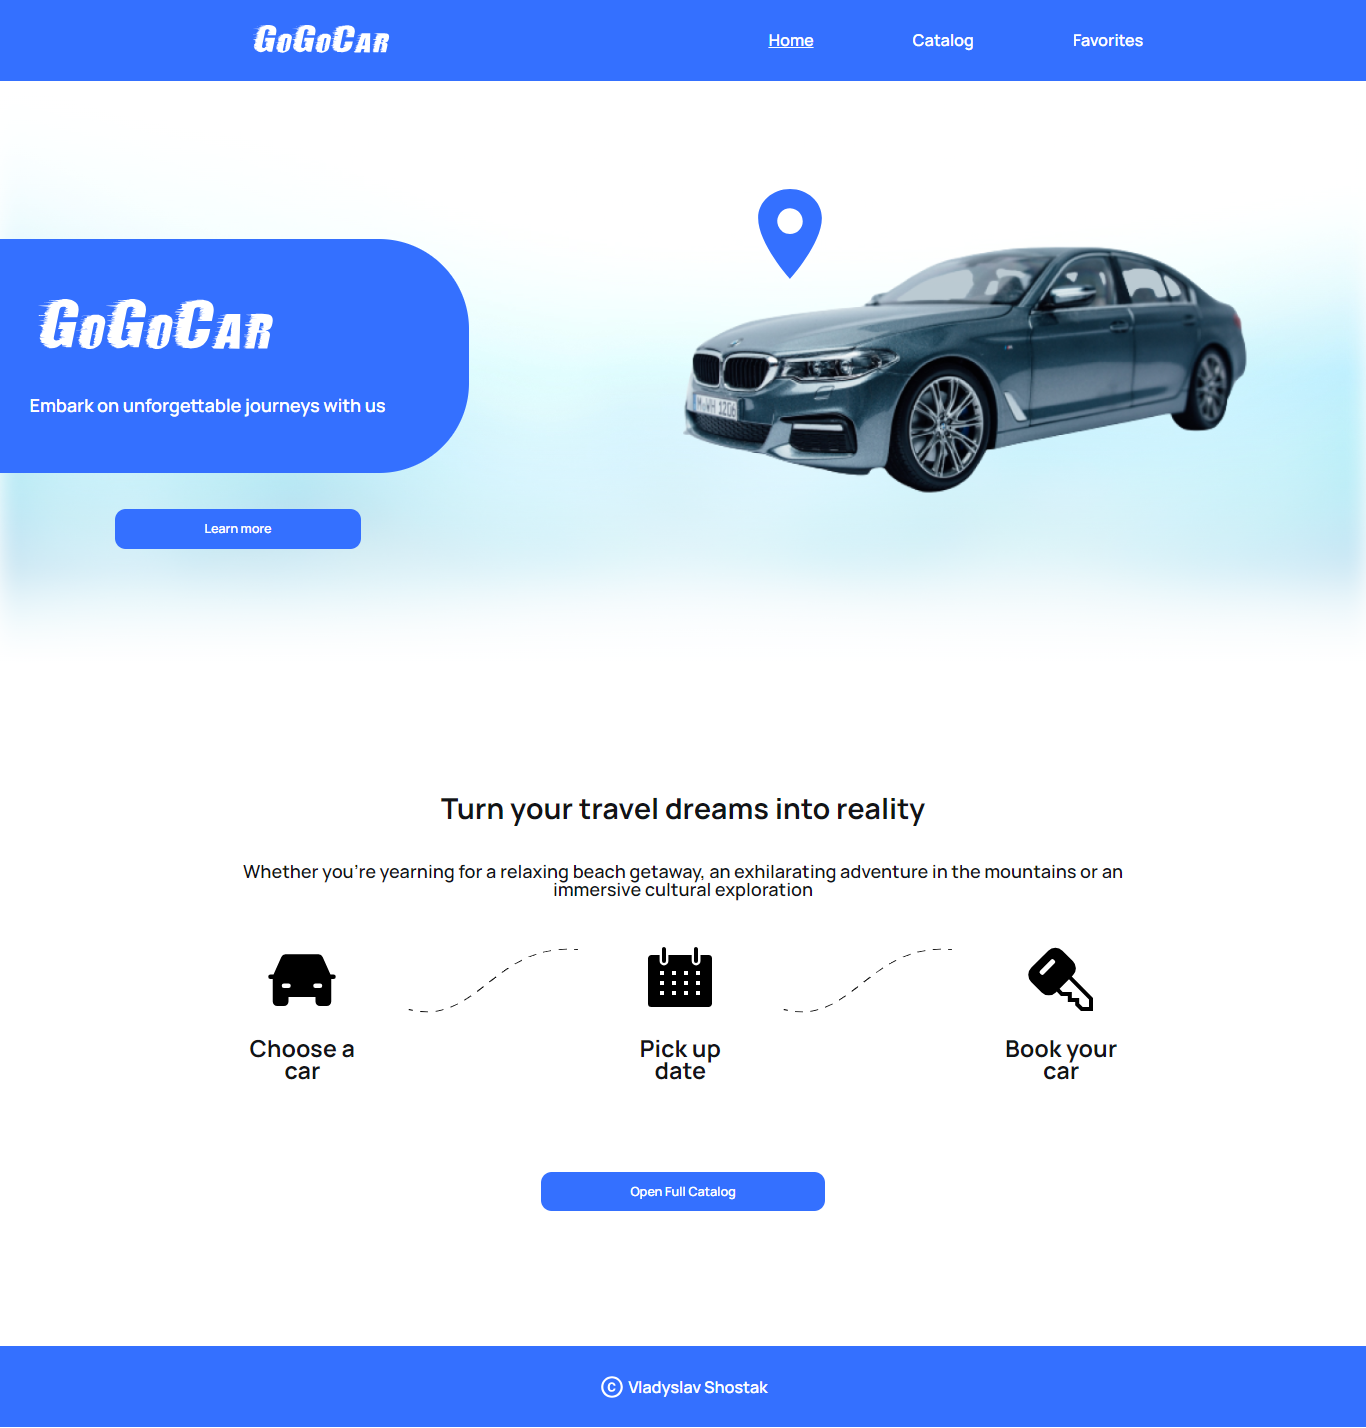 GoGoCar
Home
Catalog
Favorites
GoGoCar
Embark on unforgettable journeys with us
Learn more
Turn your travel dreams into reality
Whether you're yearning for a relaxing beach getaway, an exhilarating adventure in the mountains or an
immersive cultural exploration
Choose a
car
Pick up
date
Book your
car
Open Full Catalog
© Vladyslav Shostak